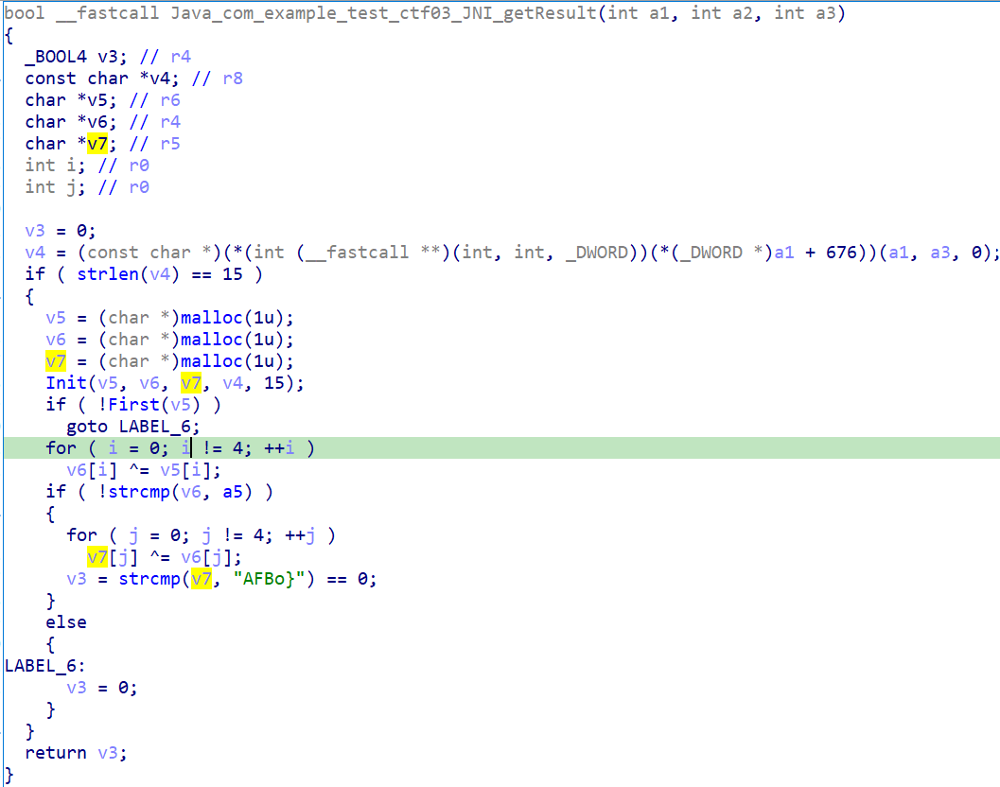 bool __fastcall Java_com_example_test_ctf03_JNI_getResult(int a1, int a2, int a3)
{
  _BOOL4 v3; // r4
  const char *v4; // r8
  char *v5; // r6
  char *v6; // r4
  char *v7; // r5
  int i; // r0
  int j; // r0

  v3 = 0;
  v4 = (const char *)(*(int (__fastcall **)(int, int, _DWORD))(*(_DWORD *)a1 + 676))(a1, a3, 0);
  if ( strlen(v4) == 15 )
  {
    v5 = (char *)malloc(1u);
    v6 = (char *)malloc(1u);
    v7 = (char *)malloc(1u);
    Init(v5, v6, v7, v4, 15);
    if ( !First(v5) )
      goto LABEL_6;
    for ( i = 0; i != 4; ++i )
      v6[i] ^= v5[i];
    if ( !strcmp(v6, a5) )
    {
      for ( j = 0; j != 4; ++j )
        v7[j] ^= v6[j];
      v3 = strcmp(v7, "AFBo}") == 0;
    }
    else
    {
LABEL_6:
      v3 = 0;
    }
  }
  return v3;
}